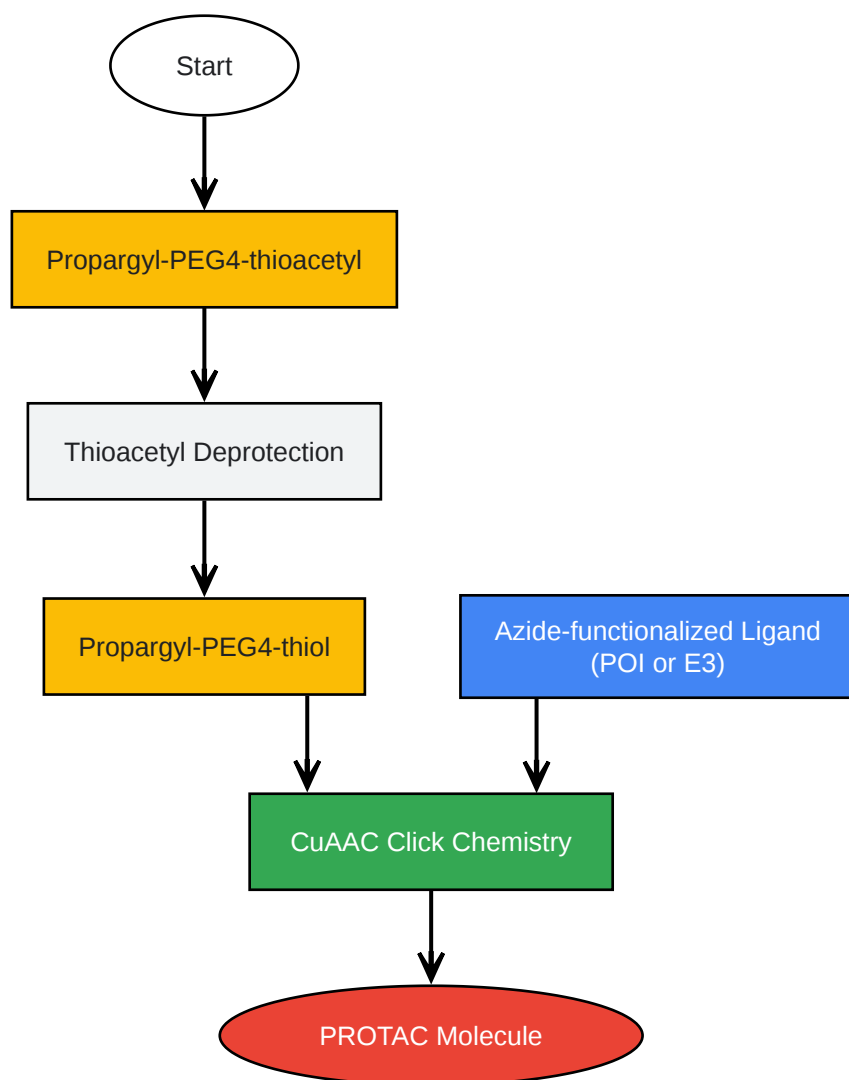 Start
Propargyl-PEG4-thioacetyl
Thioacetyl Deprotection
Propargyl-PEG4-thiol
Azide-functionalized Ligand
(POI or E3)
CuAAC Click Chemistry
PROTAC Molecule